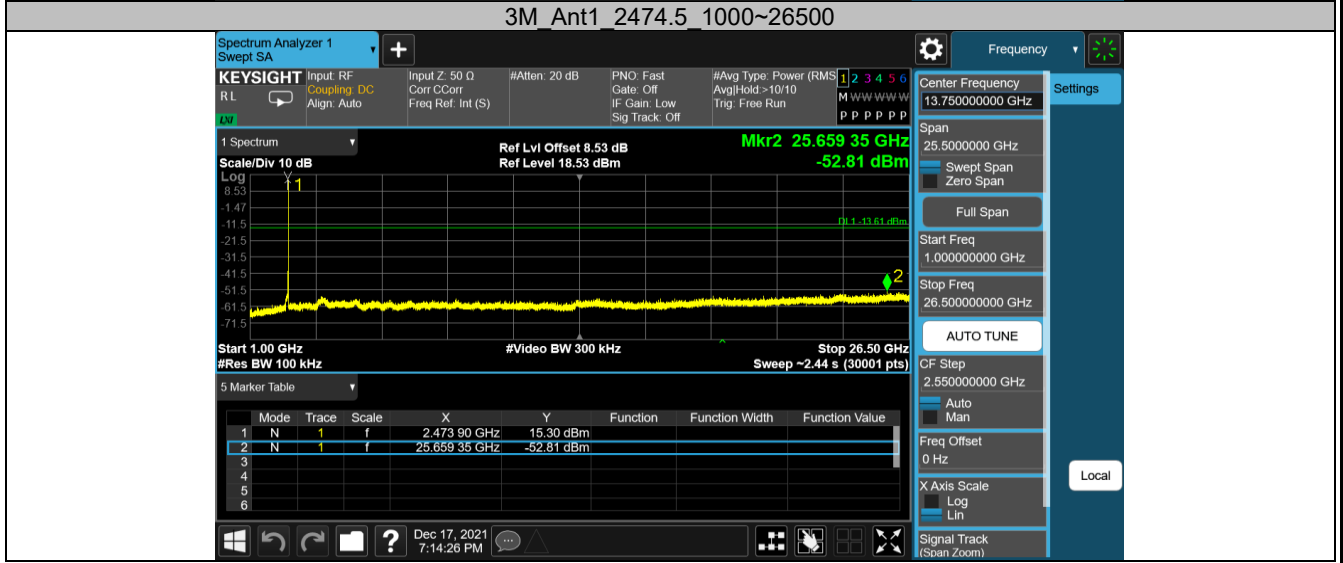 3M_Ant1_2474.5_1000~26500
Spectrum Analyzer 1
Swept SA
Frequency
KEYSIGHT
RL
LXI
Input: RF
Coupling: DC
Align: Auto
Input Z: 50 Ω
Corr CCorr
Freq Ref: Int (S)
#Atten: 20 dB
PNO: Fast
Gate: Off
IF Gain: Low
Sig Track: Off
#Avg Type: Power (RMS
Avg|Hold:>10/10
Trig: Free Run
1 2 3 4 5 6
M W W W W W
P P P P P P
1 Spectrum
Scale/Div 10 dB
Ref Lvl Offset 8.53 dB
Ref Level 18.53 dBm
Mkr2 25.659 35 GHz
-52.81 dBm
Log
8.53
-1.47
-11.5
-21.5
-31.5
-41.5
-51.5
-61.5
-71.5
1
DL1 -13.61 dBm
2
Start 1.00 GHz
#Res BW 100 kHz
#Video BW 300 kHz
Stop 26.50 GHz
Sweep ~2.44 s (30001 pts)
5 Marker Table
Mode Trace Scale X Y Function Function Width Function Value
1 N 1 f 2.473 90 GHz 15.30 dBm
2 N 1 f 25.659 35 GHz -52.81 dBm
3
4
5
6
Dec 17, 2021
7:14:26 PM
Center Frequency
13.750000000 GHz
Settings
Span
25.5000000 GHz
Swept Span
Zero Span
Full Span
Start Freq
1.000000000 GHz
Stop Freq
26.500000000 GHz
AUTO TUNE
CF Step
2.550000000 GHz
Auto
Man
Freq Offset
0 Hz
X Axis Scale
Log
Lin
Signal Track
(Span Zoom)
Local